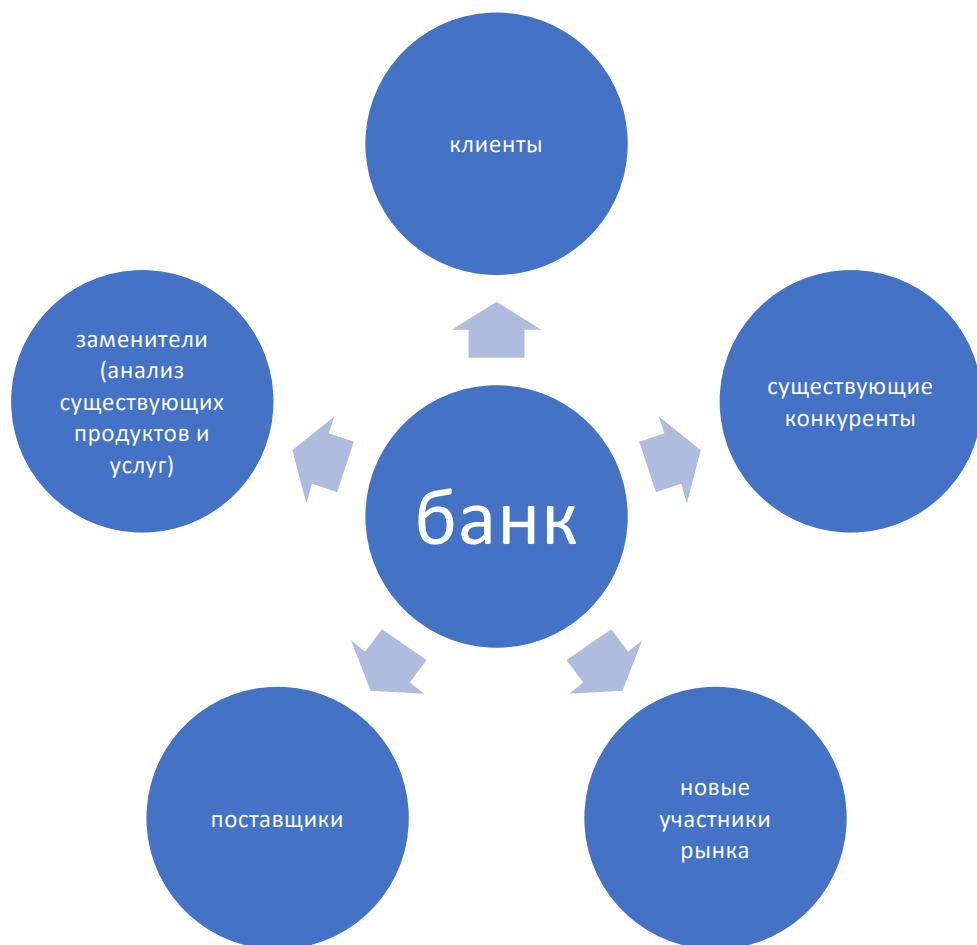 клиенты
заменители
(анализ
существующих
продуктов и
услуг)
существующие
конкуренты
банк
поставщики
новые
участники
рынка